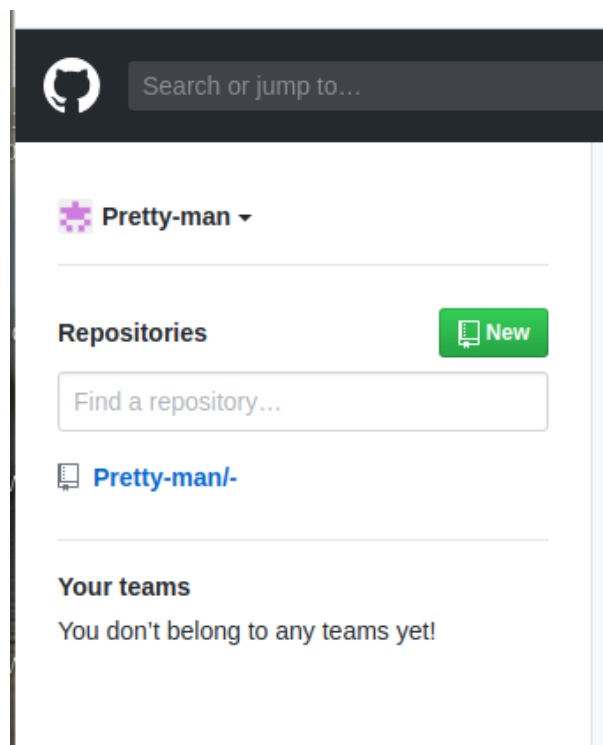 Search or jump to…
Pretty-man
Repositories
New
Find a repository…
Pretty-man/-
Your teams
You don’t belong to any teams yet!